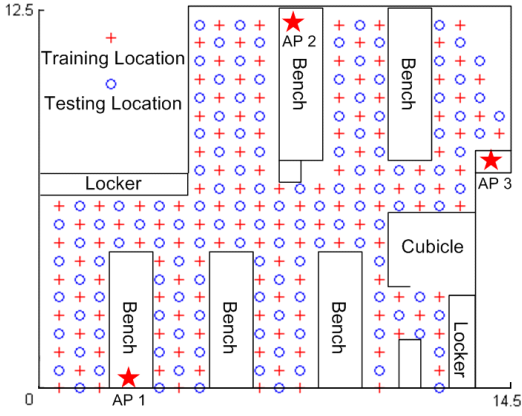 12.5
AP 2
Training Location
Bench
Bench
Testing Location
Locker
AP 3
Cubicle
Bench
Bench
Bench
Locker
AP 1
0
14.5